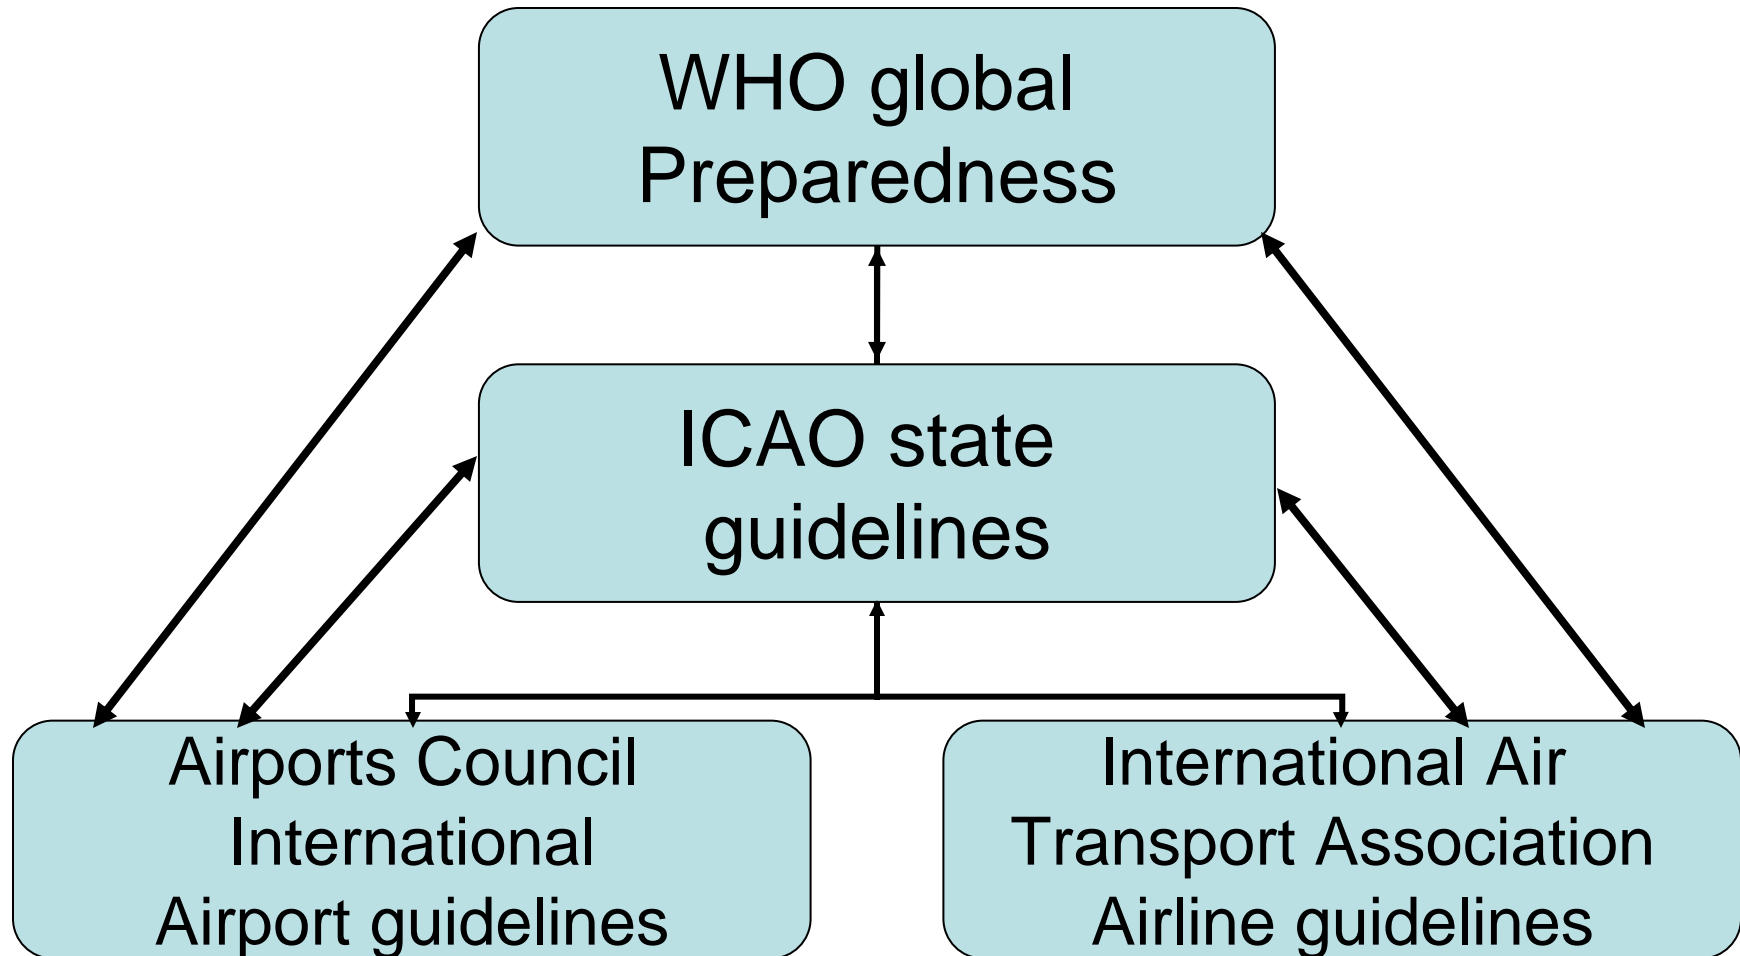 WHO global
Preparedness
ICAO state
guidelines
Airports Council
International
Airport guidelines
International Air
Transport Association
Airline guidelines